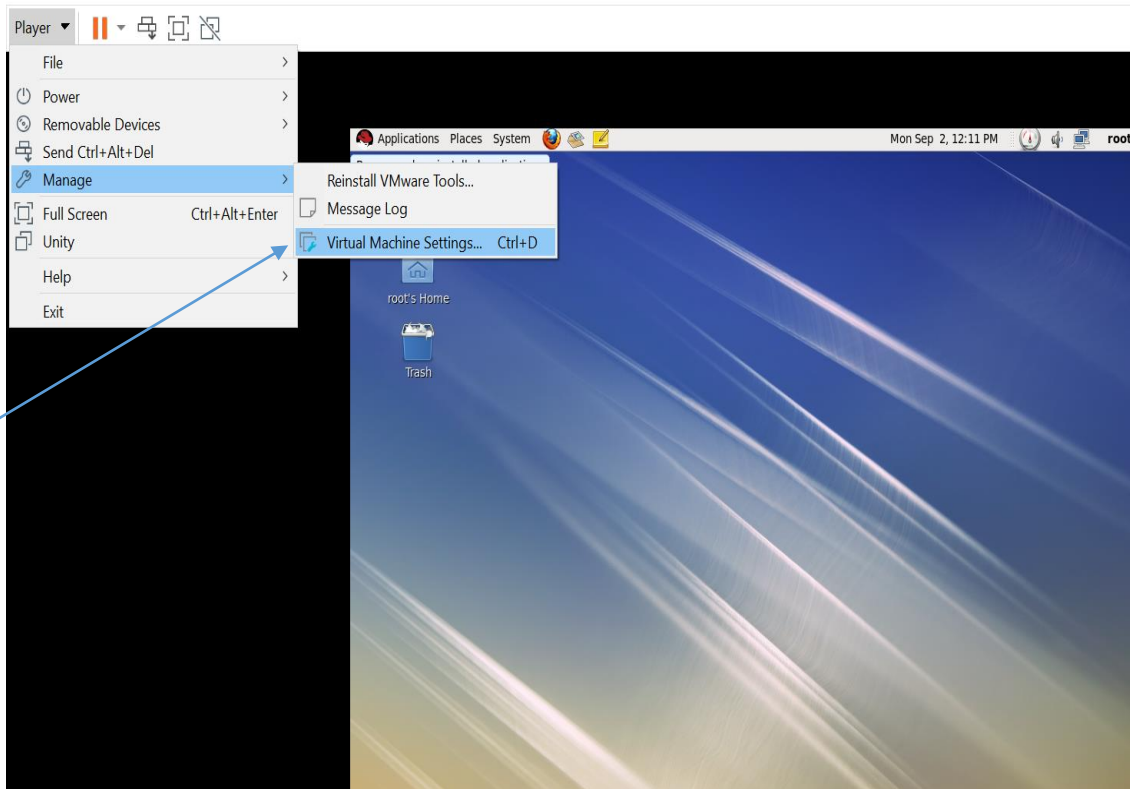 Player
File
Power
Removable Devices
Send Ctrl+Alt+Del
Manage
Full Screen Ctrl+Alt+Enter
Unity
Help
Exit
Reinstall VMware Tools...
Message Log
Virtual Machine Settings... Ctrl+D
Applications Places System Mon Sep 2, 12:11 PM root
root's Home
Trash